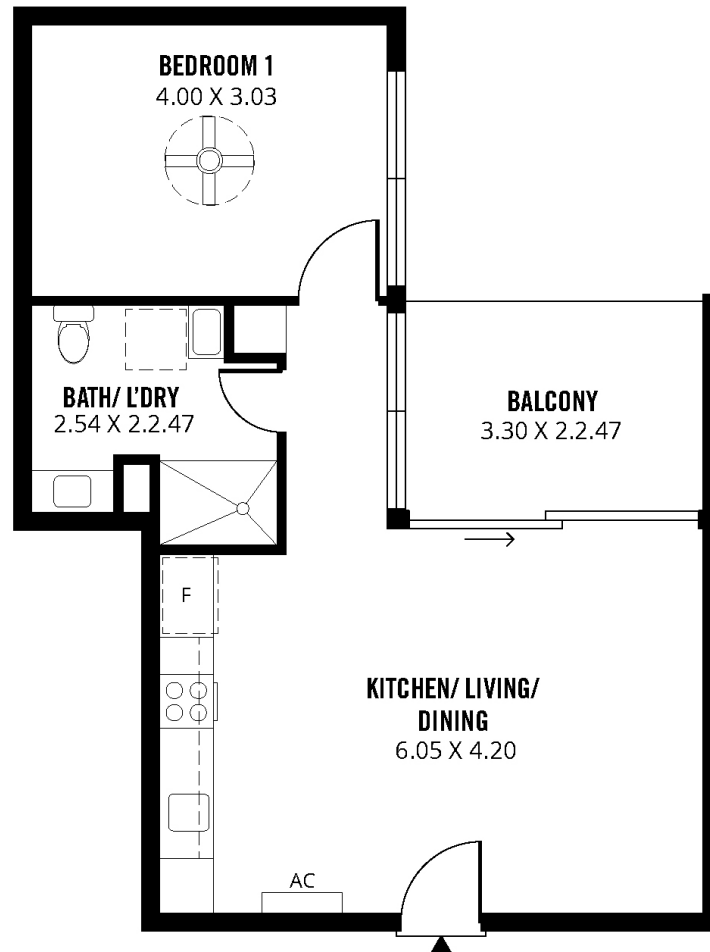 BEDROOM 1
4.00 X 3.03
BATH/ L'DRY
2.54 X 2.2.47
BALCONY
3.30 X 2.2.47
F
KITCHEN/ LIVING/
DINING
6.05 X 4.20
AC